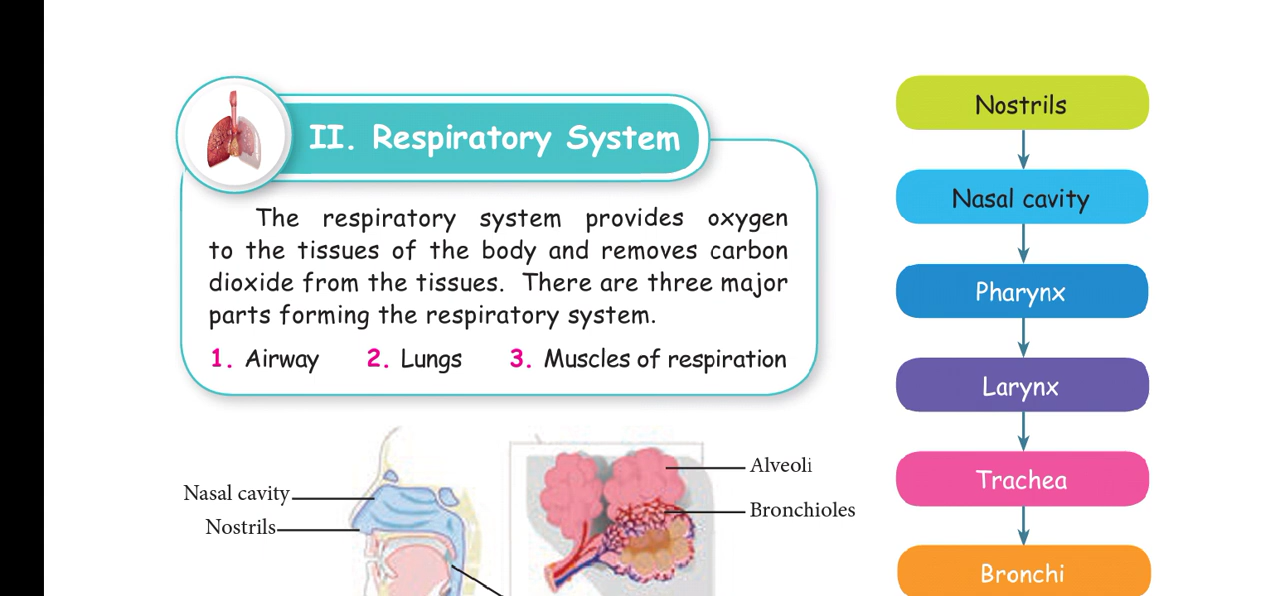 II. Respiratory System
The respiratory system provides oxygen
to the tissues of the body and removes carbon
dioxide from the tissues. There are three major
parts forming the respiratory system.
1. Airway 2. Lungs 3. Muscles of respiration
Nasal cavity
Nostrils
Alveoli
Bronchioles
Nostrils
Nasal cavity
Pharynx
Larynx
Trachea
Bronchi